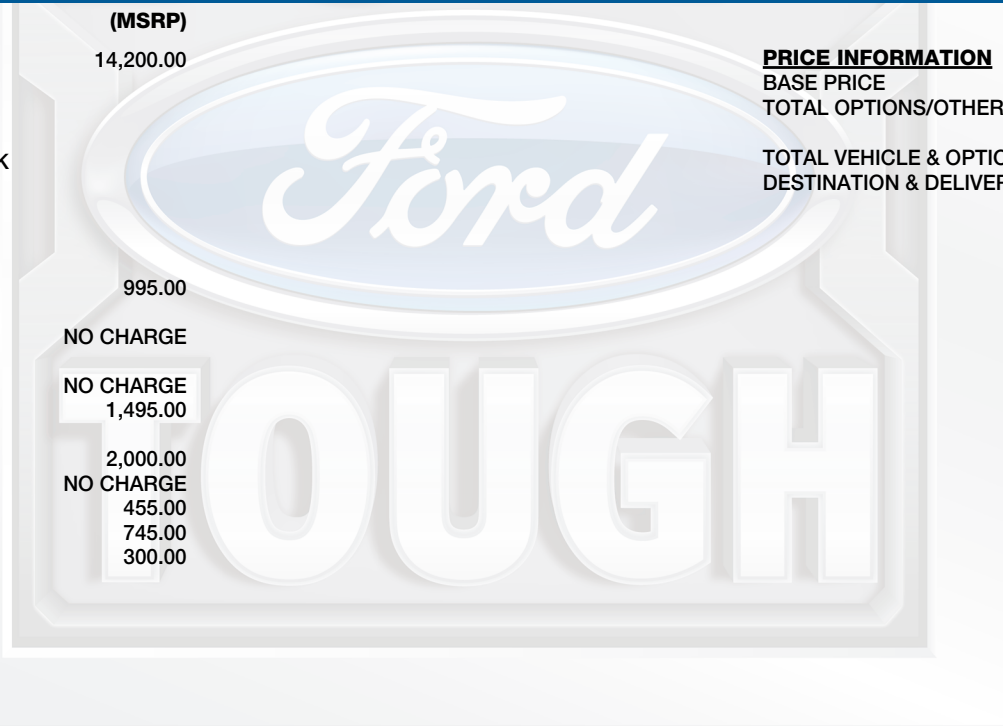 (MSRP)
14,200.00
K
995.00
NO CHARGE
NO CHARGE
1,495.00
2,000.00
NO CHARGE
455.00
745.00
300.00
PRICE INFORMATION
BASE PRICE
TOTAL OPTIONS/OTHER
TOTAL VEHICLE & OPTIO
DESTINATION & DELIVER
Ford
TOUGH